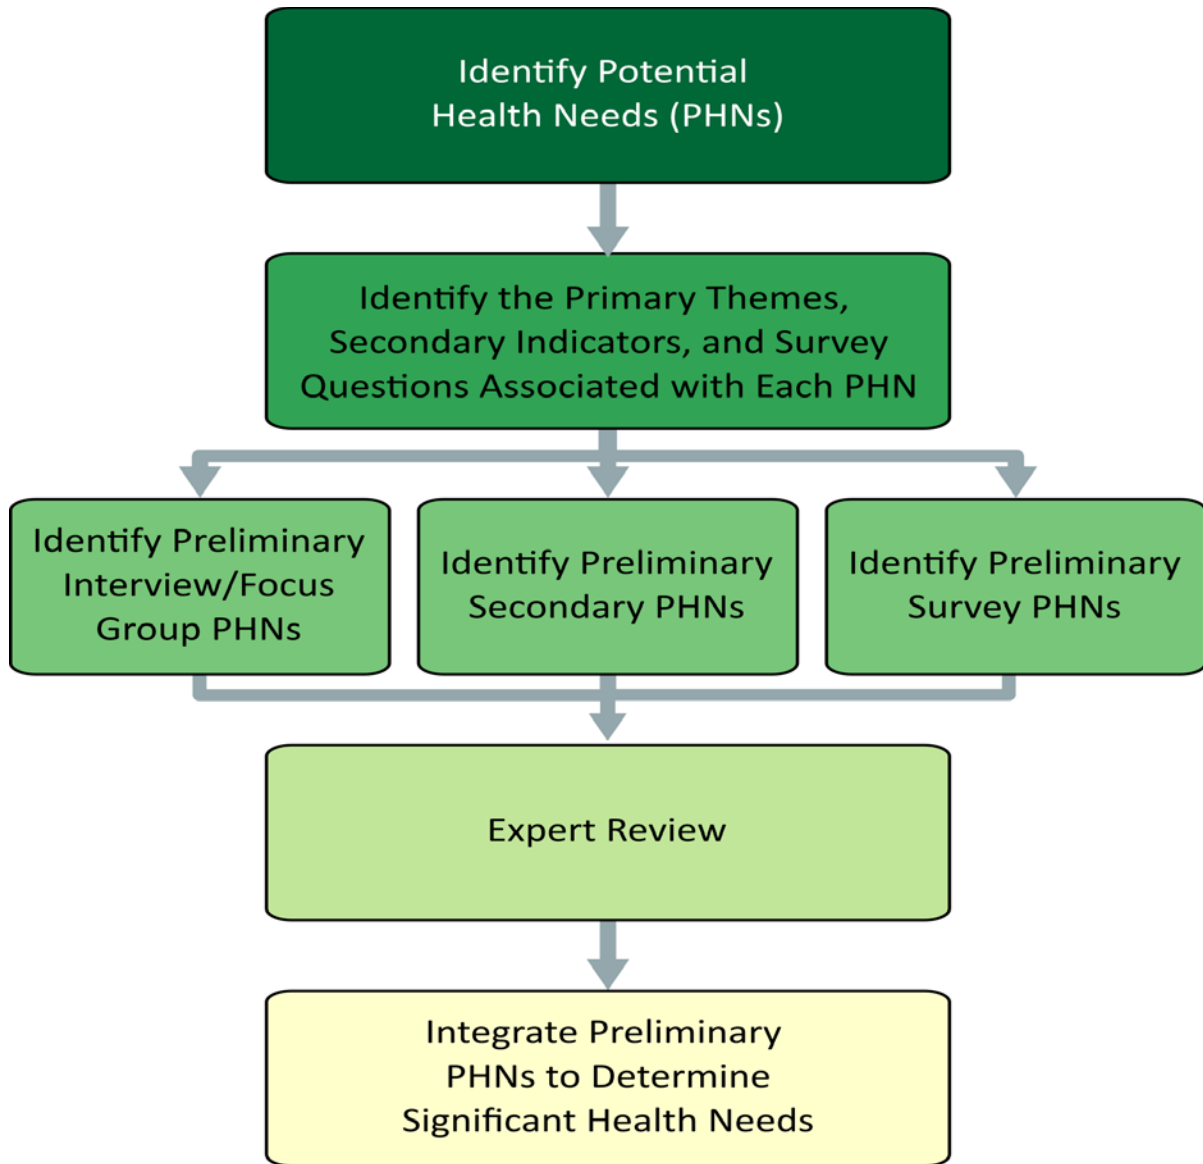 Identify Potential
Health Needs (PHNs)
Identify the Primary Themes,
Secondary Indicators, and Survey
Questions Associated with Each PHN
Identify Preliminary
Interview/Focus
Group PHNs
Identify Preliminary
Secondary PHNs
Identify Preliminary
Survey PHNs
Expert Review
Integrate Preliminary
PHNs to Determine
Significant Health Needs